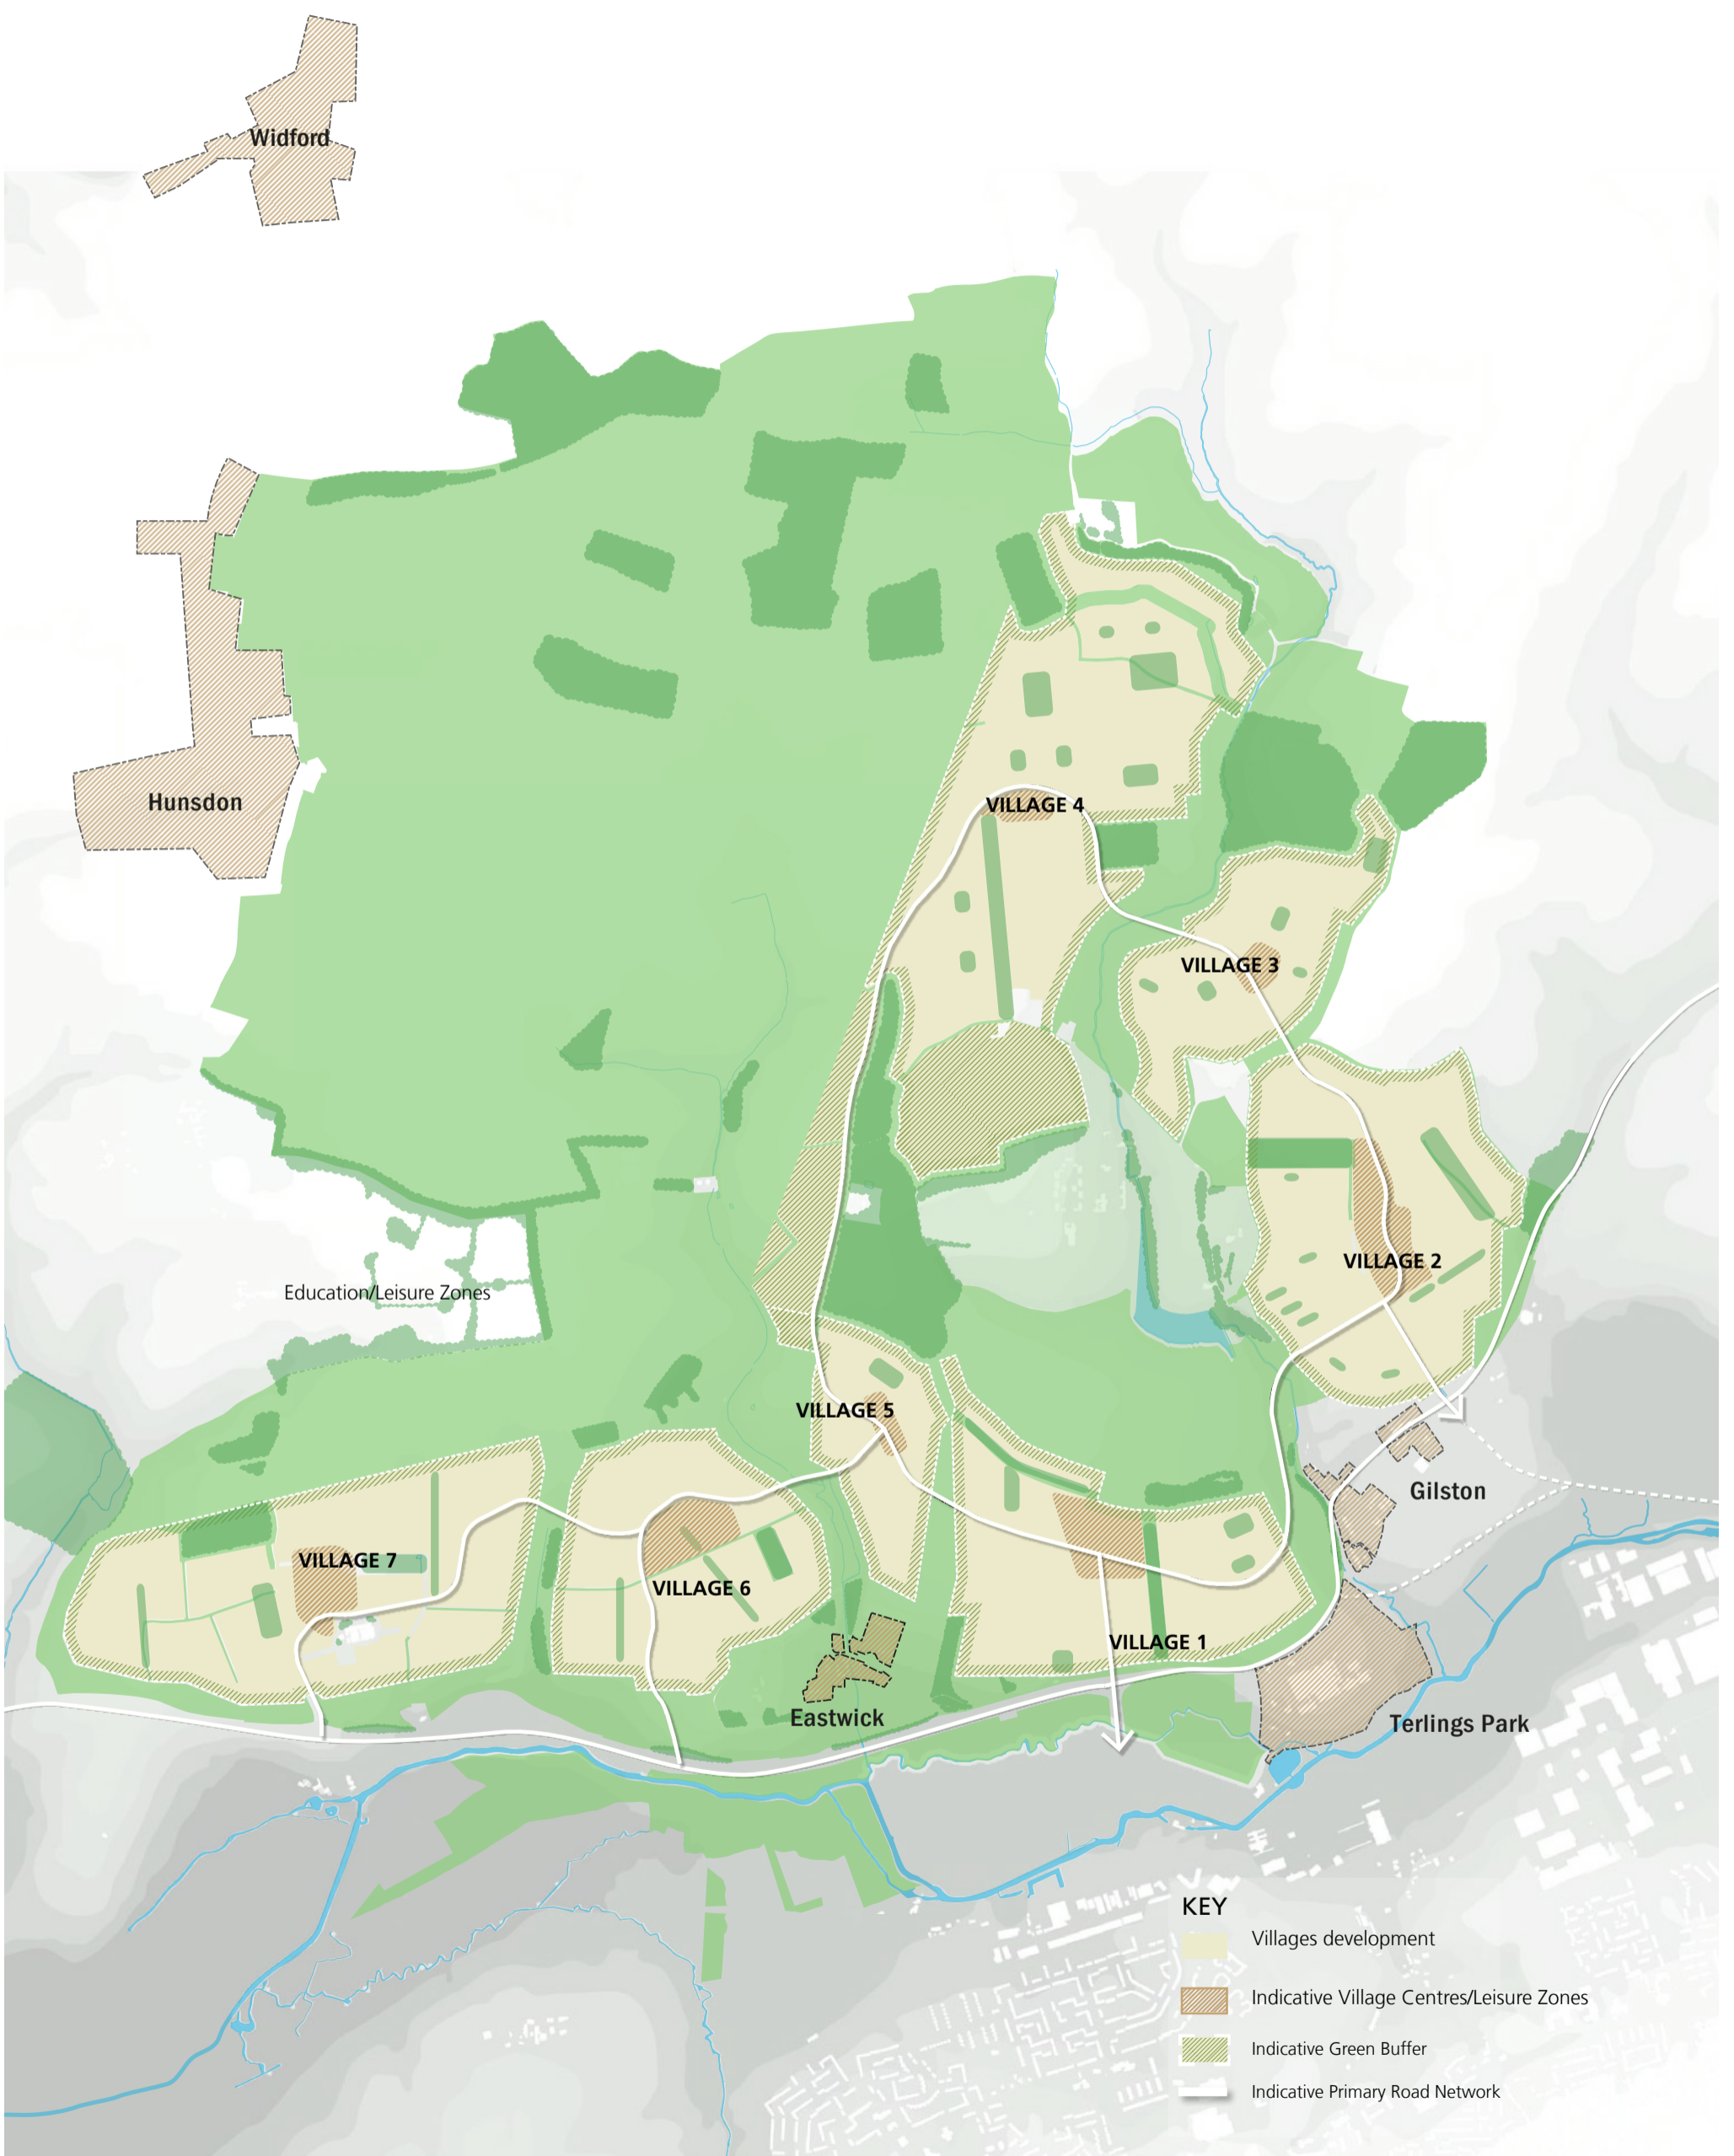 Widford
Hunsdon
VILLAGE 4
VILLAGE 3
VILLAGE 2
Education/Leisure Zones
VILLAGE 5
Gilston
VILLAGE 7
VILLAGE 6
VILLAGE 1
Eastwick
Terlings Park
KEY
Villages development
Indicative Village Centres/Leisure Zones
Indicative Green Buffer
Indicative Primary Road Network